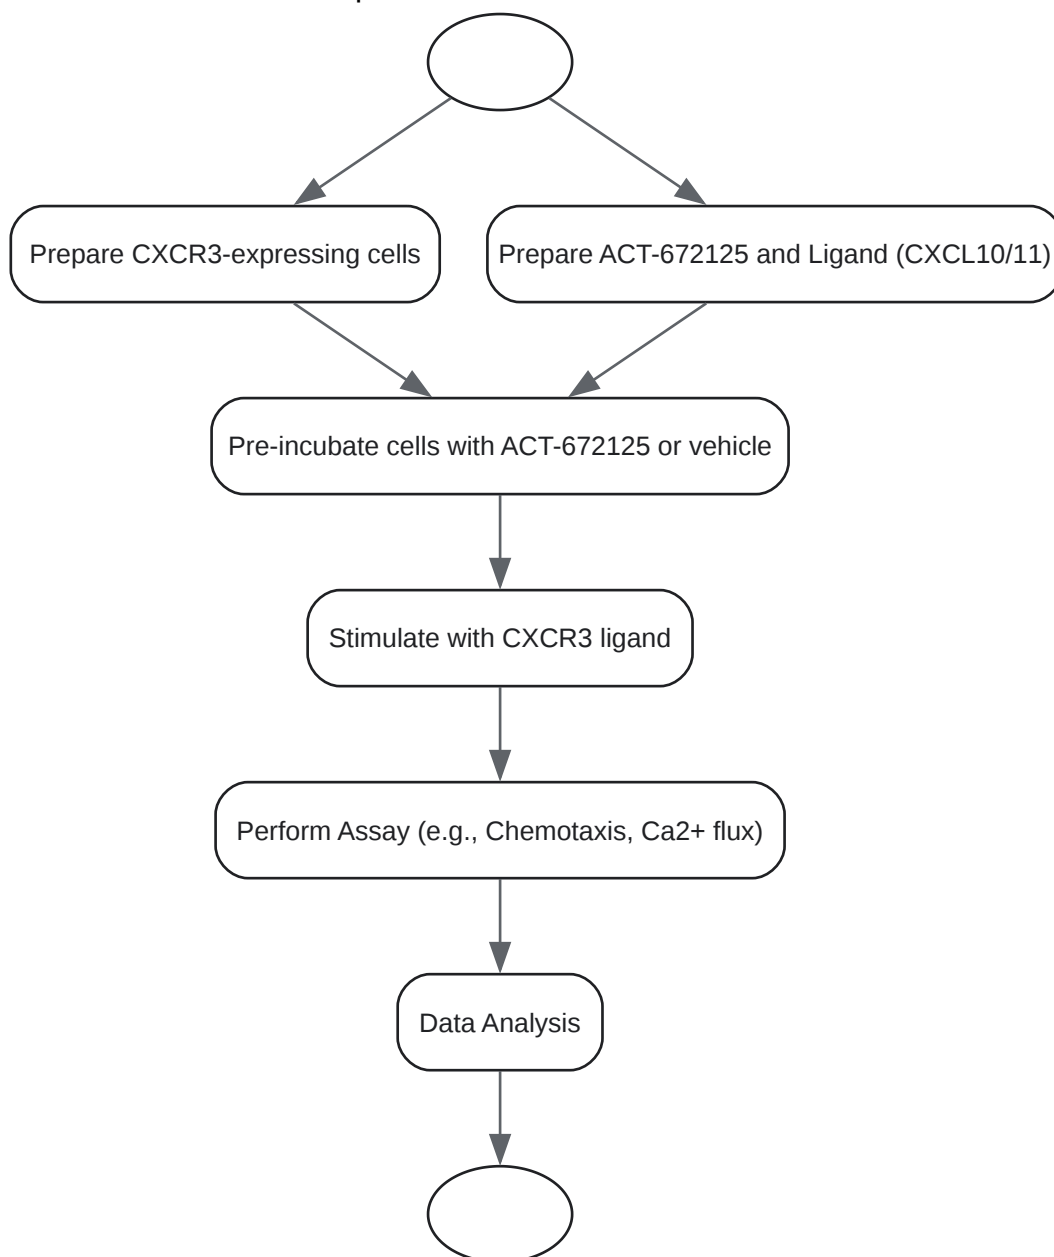 Prepare CXCR3-expressing cells
Prepare ACT-672125 and Ligand (CXCL10/11)
Pre-incubate cells with ACT-672125 or vehicle
Stimulate with CXCR3 ligand
Perform Assay (e.g., Chemotaxis, Ca2+ flux)
Data Analysis